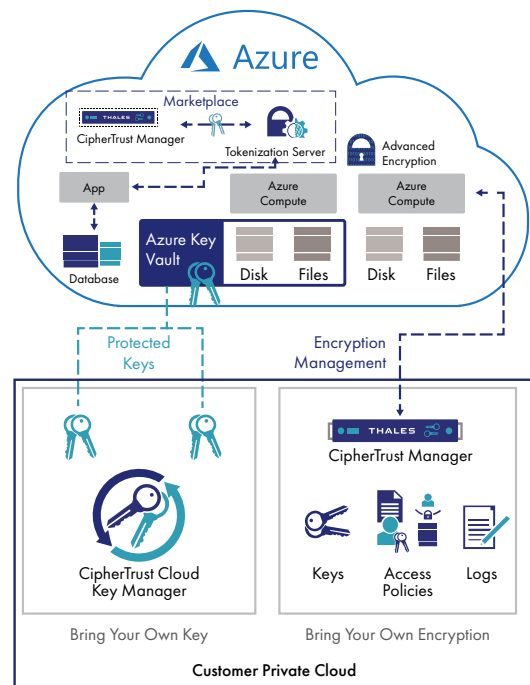 Azure
Marketplace
THALES
CipherTrust Manager
Tokenization Server
Advanced
Encryption
App
Azure
Compute
Azure
Compute
Azure Key
Vault
Database
Disk
Files
Disk
Files
Protected
Keys
Encryption
Management
THALES
CipherTrust Manager
CipherTrust Cloud
Key Manager
Keys
Access
Policies
Logs
Bring Your Own Key
Bring Your Own Encryption
Customer Private Cloud